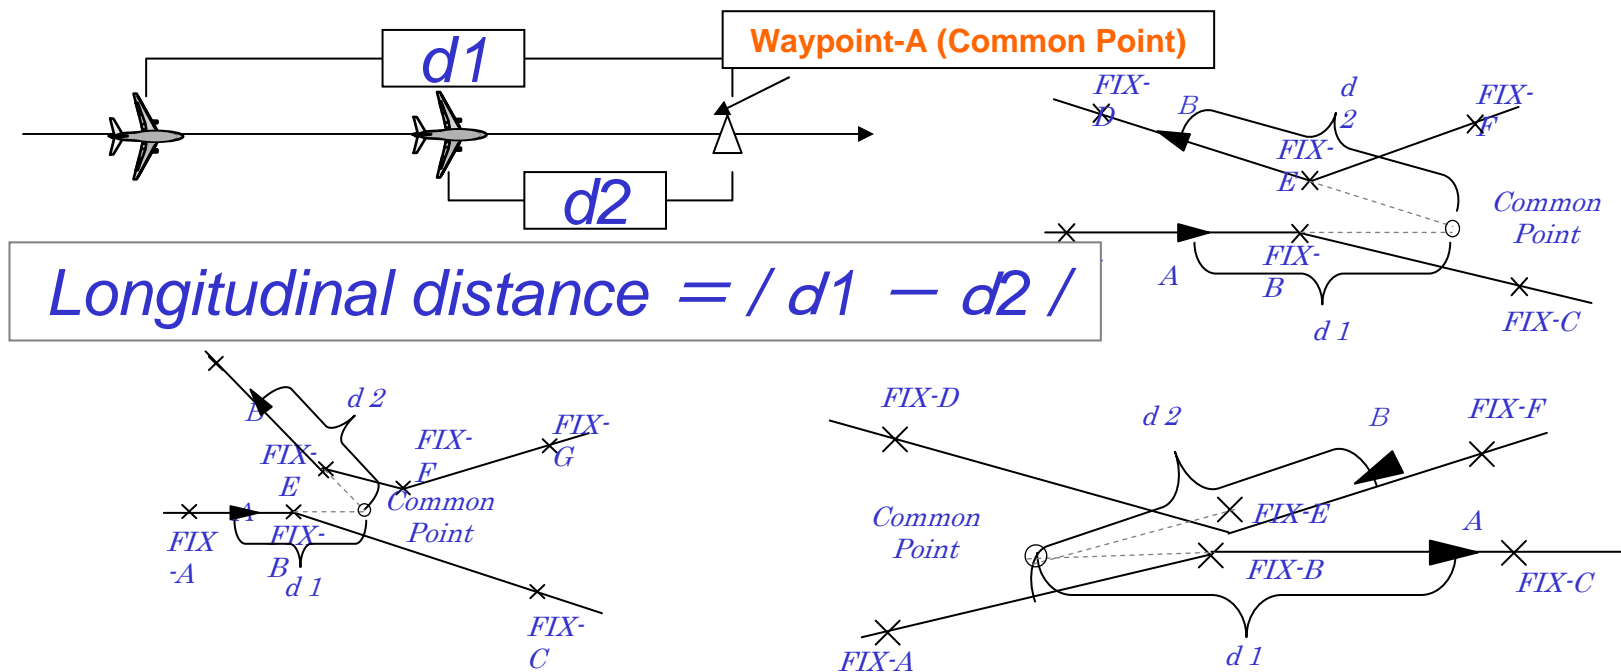 d1
Waypoint-A (Common Point)
d2
Longitudinal distance ＝ / d1 － d2 /
FIX-
D
B
d
2
FIX-
F
FIX-
E
Common
Point
A
FIX-
B
d 1
FIX-C
B
d 2
FIX-
E
FIX-
F
FIX-
G
Common
Point
A
FIX
-A
FIX-
B
d 1
FIX-
C
FIX-D
d 2
B
FIX-F
Common
Point
FIX-E
A
FIX-B
FIX-C
FIX-A
d 1